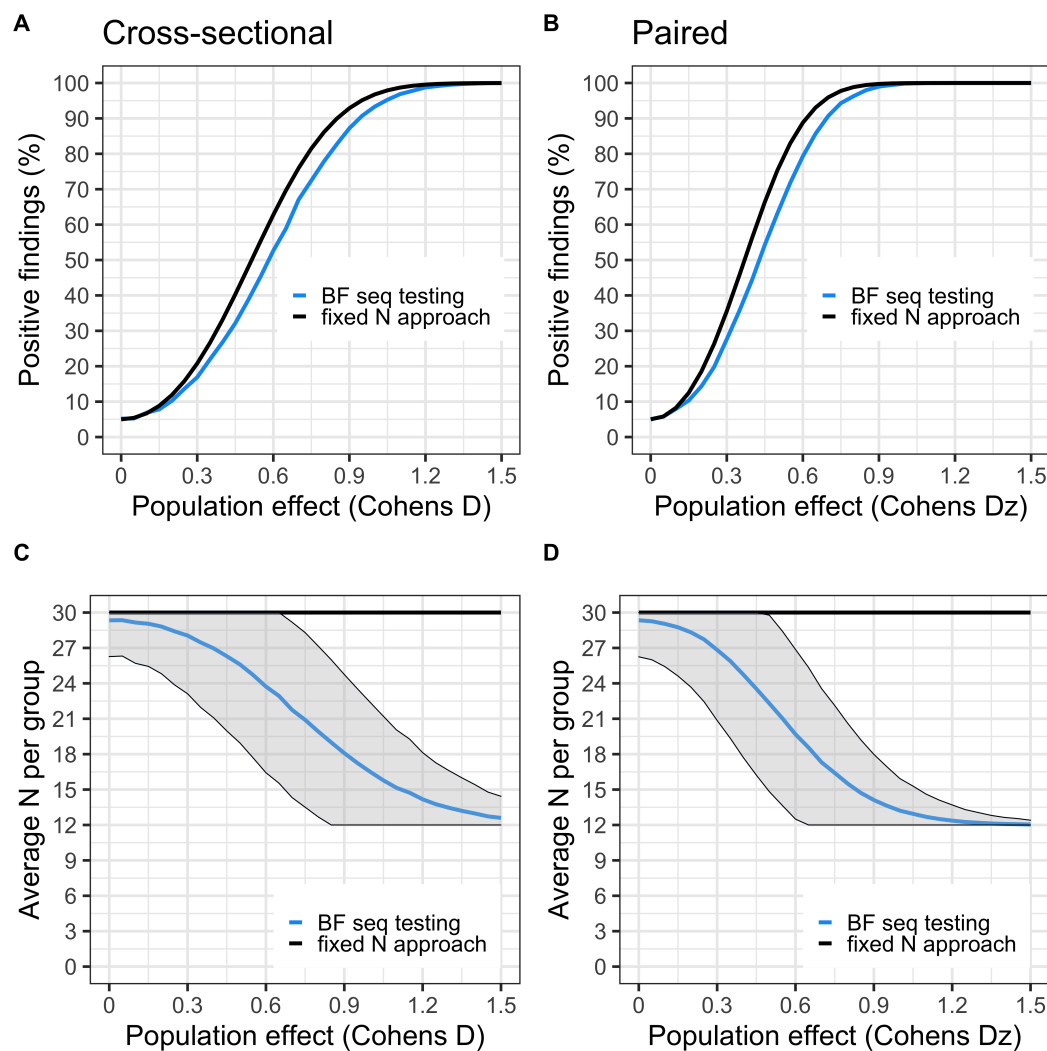 A
Cross-sectional
Positive findings (%)
100
90
80
70
60
50
40
30
20
10
0
BF seq testing
fixed N approach
0 0.3 0.6 0.9 1.2 1.5
Population effect (Cohens D)
B
Paired
Positive findings (%)
100
90
80
70
60
50
40
30
20
10
0
BF seq testing
fixed N approach
0 0.3 0.6 0.9 1.2 1.5
Population effect (Cohens Dz)
C
Average N per group
30
27
24
21
18
15
12
9
6
3
0
BF seq testing
fixed N approach
0 0.3 0.6 0.9 1.2 1.5
Population effect (Cohens D)
D
Average N per group
30
27
24
21
18
15
12
9
6
3
0
BF seq testing
fixed N approach
0 0.3 0.6 0.9 1.2 1.5
Population effect (Cohens Dz)